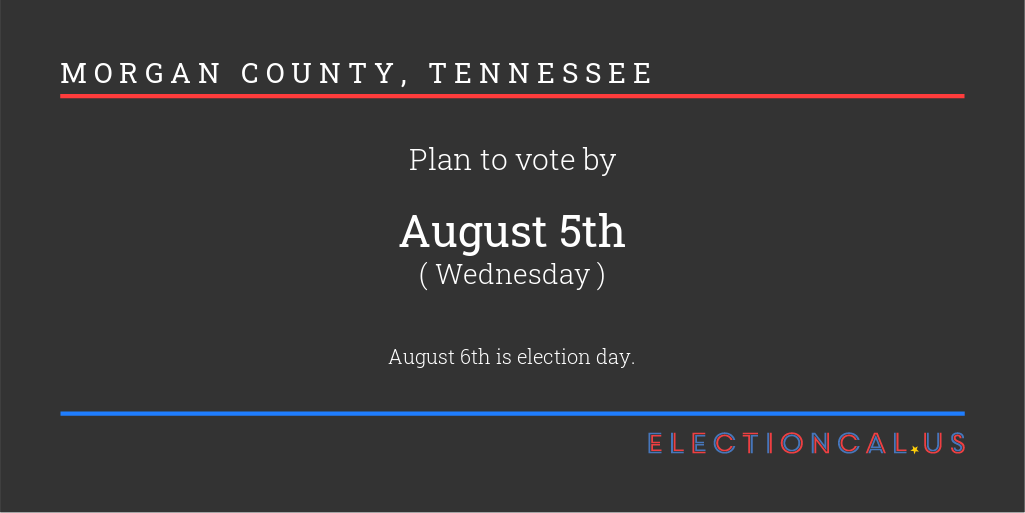 MORGAN COUNTY, TENNESSEE
Plan to vote by
August 5th
( Wednesday )
August 6th is election day.
ELECTIONCAL.US